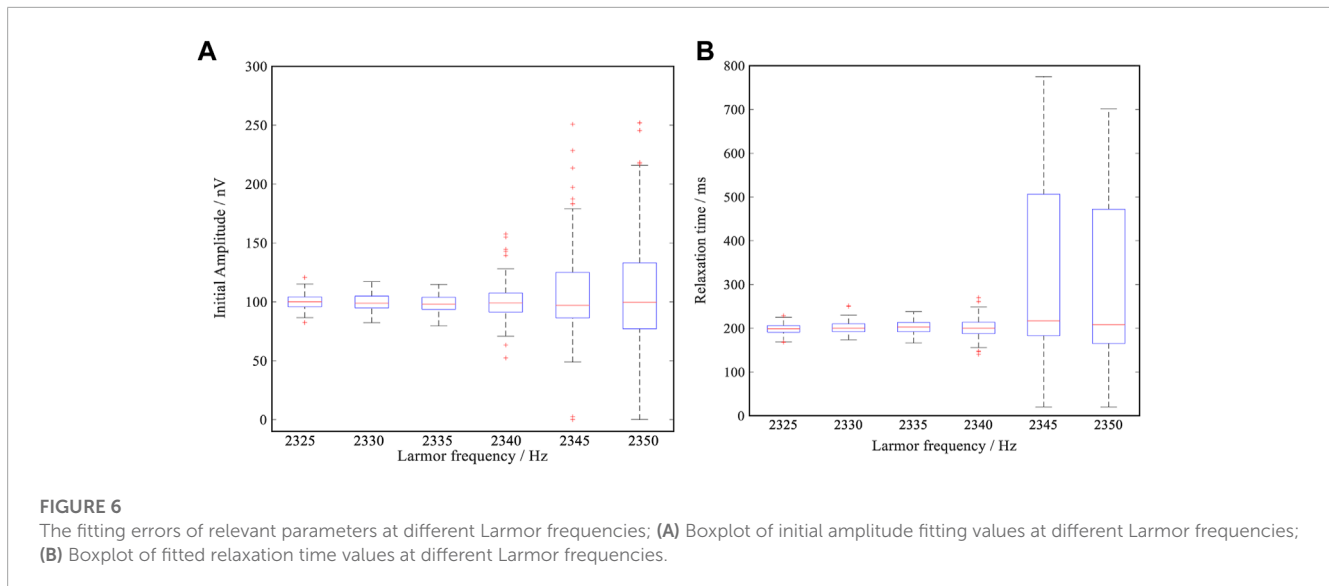 A
B
300
250
200
150
100
50
0
Initial Amplitude / nV
2325 2330 2335 2340 2345 2350
Larmor frequency / Hz
800
700
600
500
400
300
200
100
0
Relaxation time / ms
2325 2330 2335 2340 2345 2350
Larmor frequency / Hz
FIGURE 6
The fitting errors of relevant parameters at different Larmor frequencies; (A) Boxplot of initial amplitude fitting values at different Larmor frequencies;
(B) Boxplot of fitted relaxation time values at different Larmor frequencies.